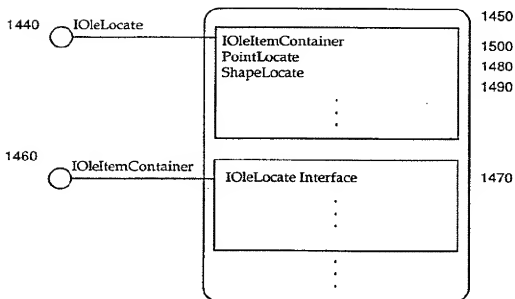 1440 IOleLocate 1450
IOleItemContainer 1500
PointLocate 1480
ShapeLocate 1490
1460 IOleItemContainer
IOleLocate Interface 1470